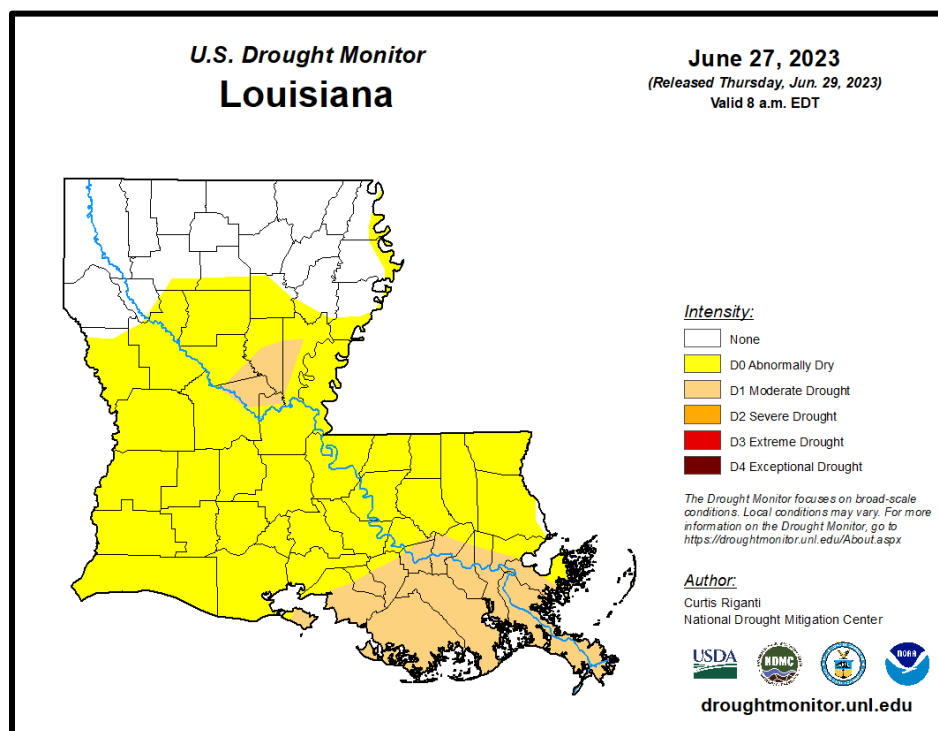 U.S. Drought Monitor
Louisiana
June 27, 2023
(Released Thursday, Jun. 29, 2023)
Valid 8 a.m. EDT
Intensity:
None
D0 Abnormally Dry
D1 Moderate Drought
D2 Severe Drought
D3 Extreme Drought
D4 Exceptional Drought
The Drought Monitor focuses on broad-scale
conditions. Local conditions may vary. For more
information on the Drought Monitor, go to
https://droughtmonitor.unl.edu/About.aspx
Author:
Curtis Riganti
National Drought Mitigation Center
USDA
NDMC
NOAA
droughtmonitor.unl.edu